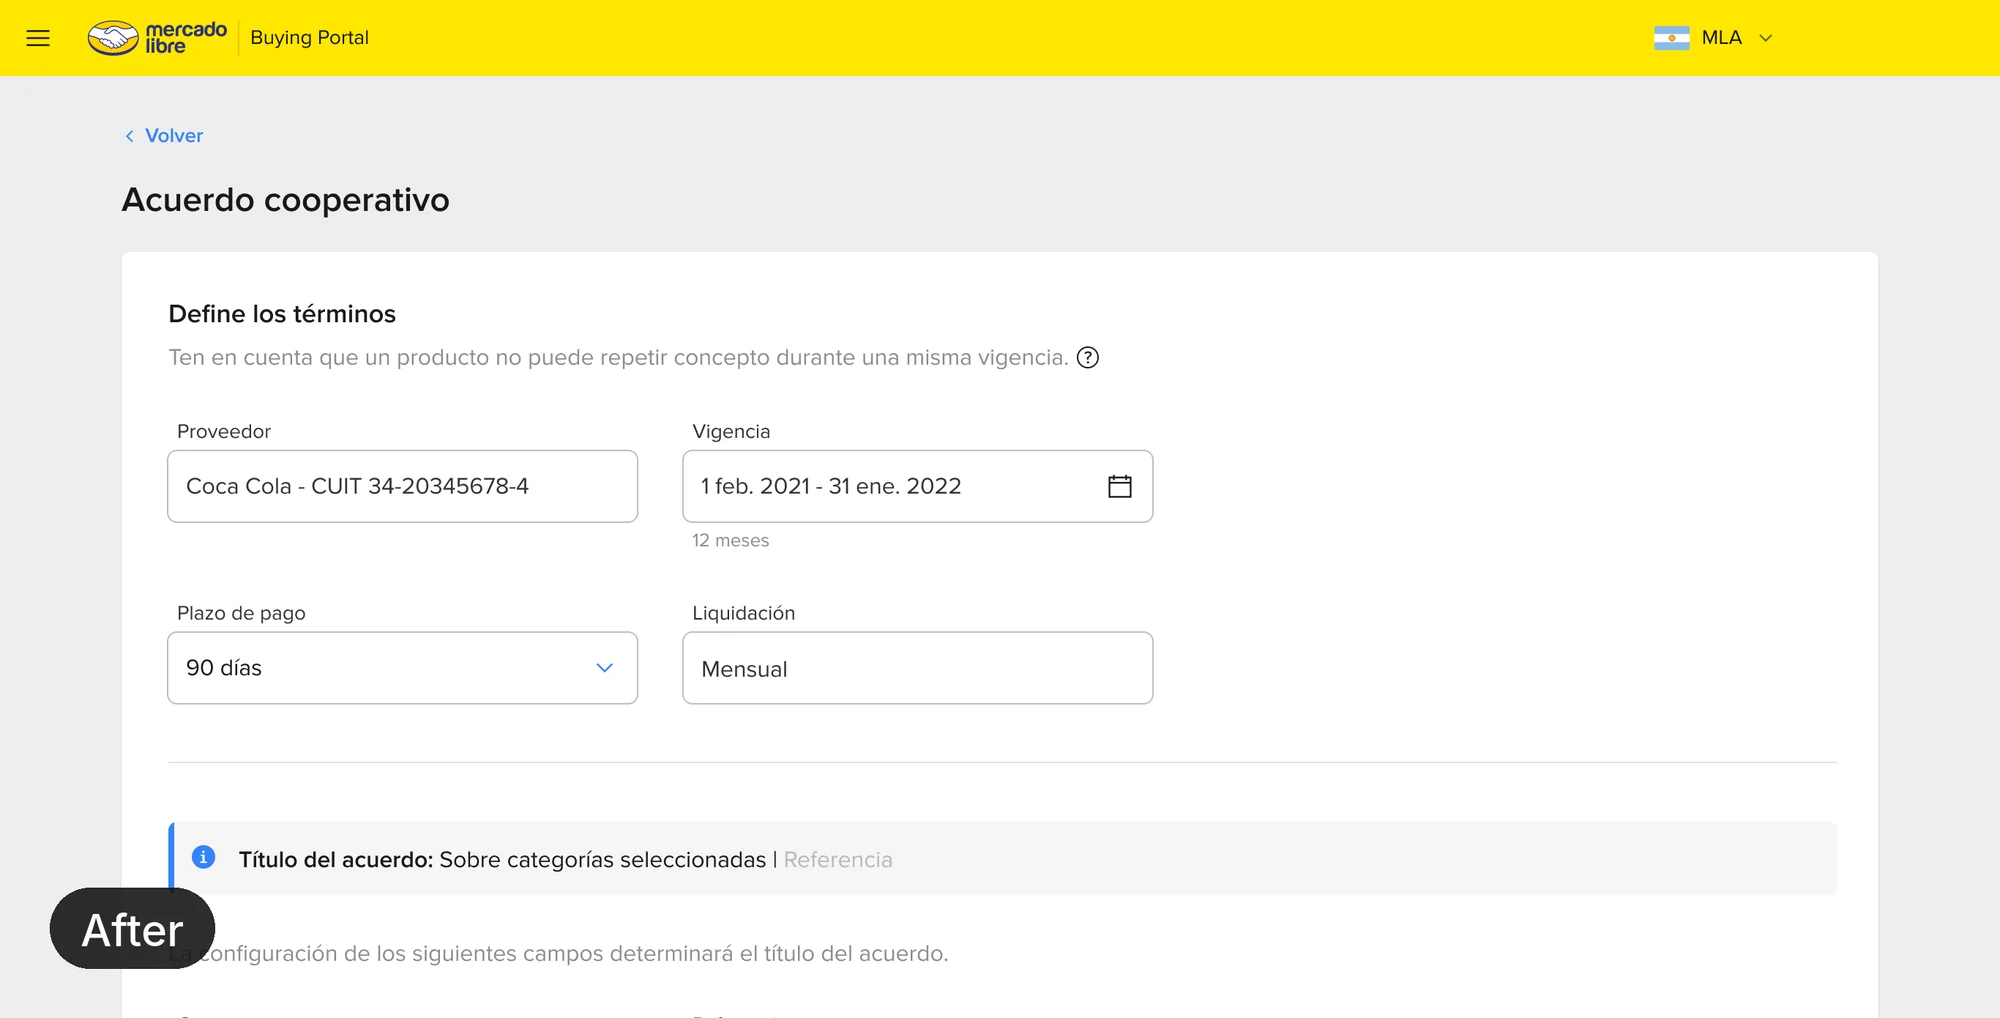 mercado
libre
Buying Portal
MLA
Volver
Acuerdo cooperativo
Define los términos
Ten en cuenta que un producto no puede repetir concepto durante una misma vigencia. ?
Proveedor
Vigencia
Coca Cola - CUIT 34-20345678-4
1 feb. 2021 - 31 ene. 2022
12 meses
Plazo de pago
Liquidación
90 días
Mensual
Título del acuerdo: Sobre categorías seleccionadas | Referencia
After
La configuración de los siguientes campos determinará el título del acuerdo.